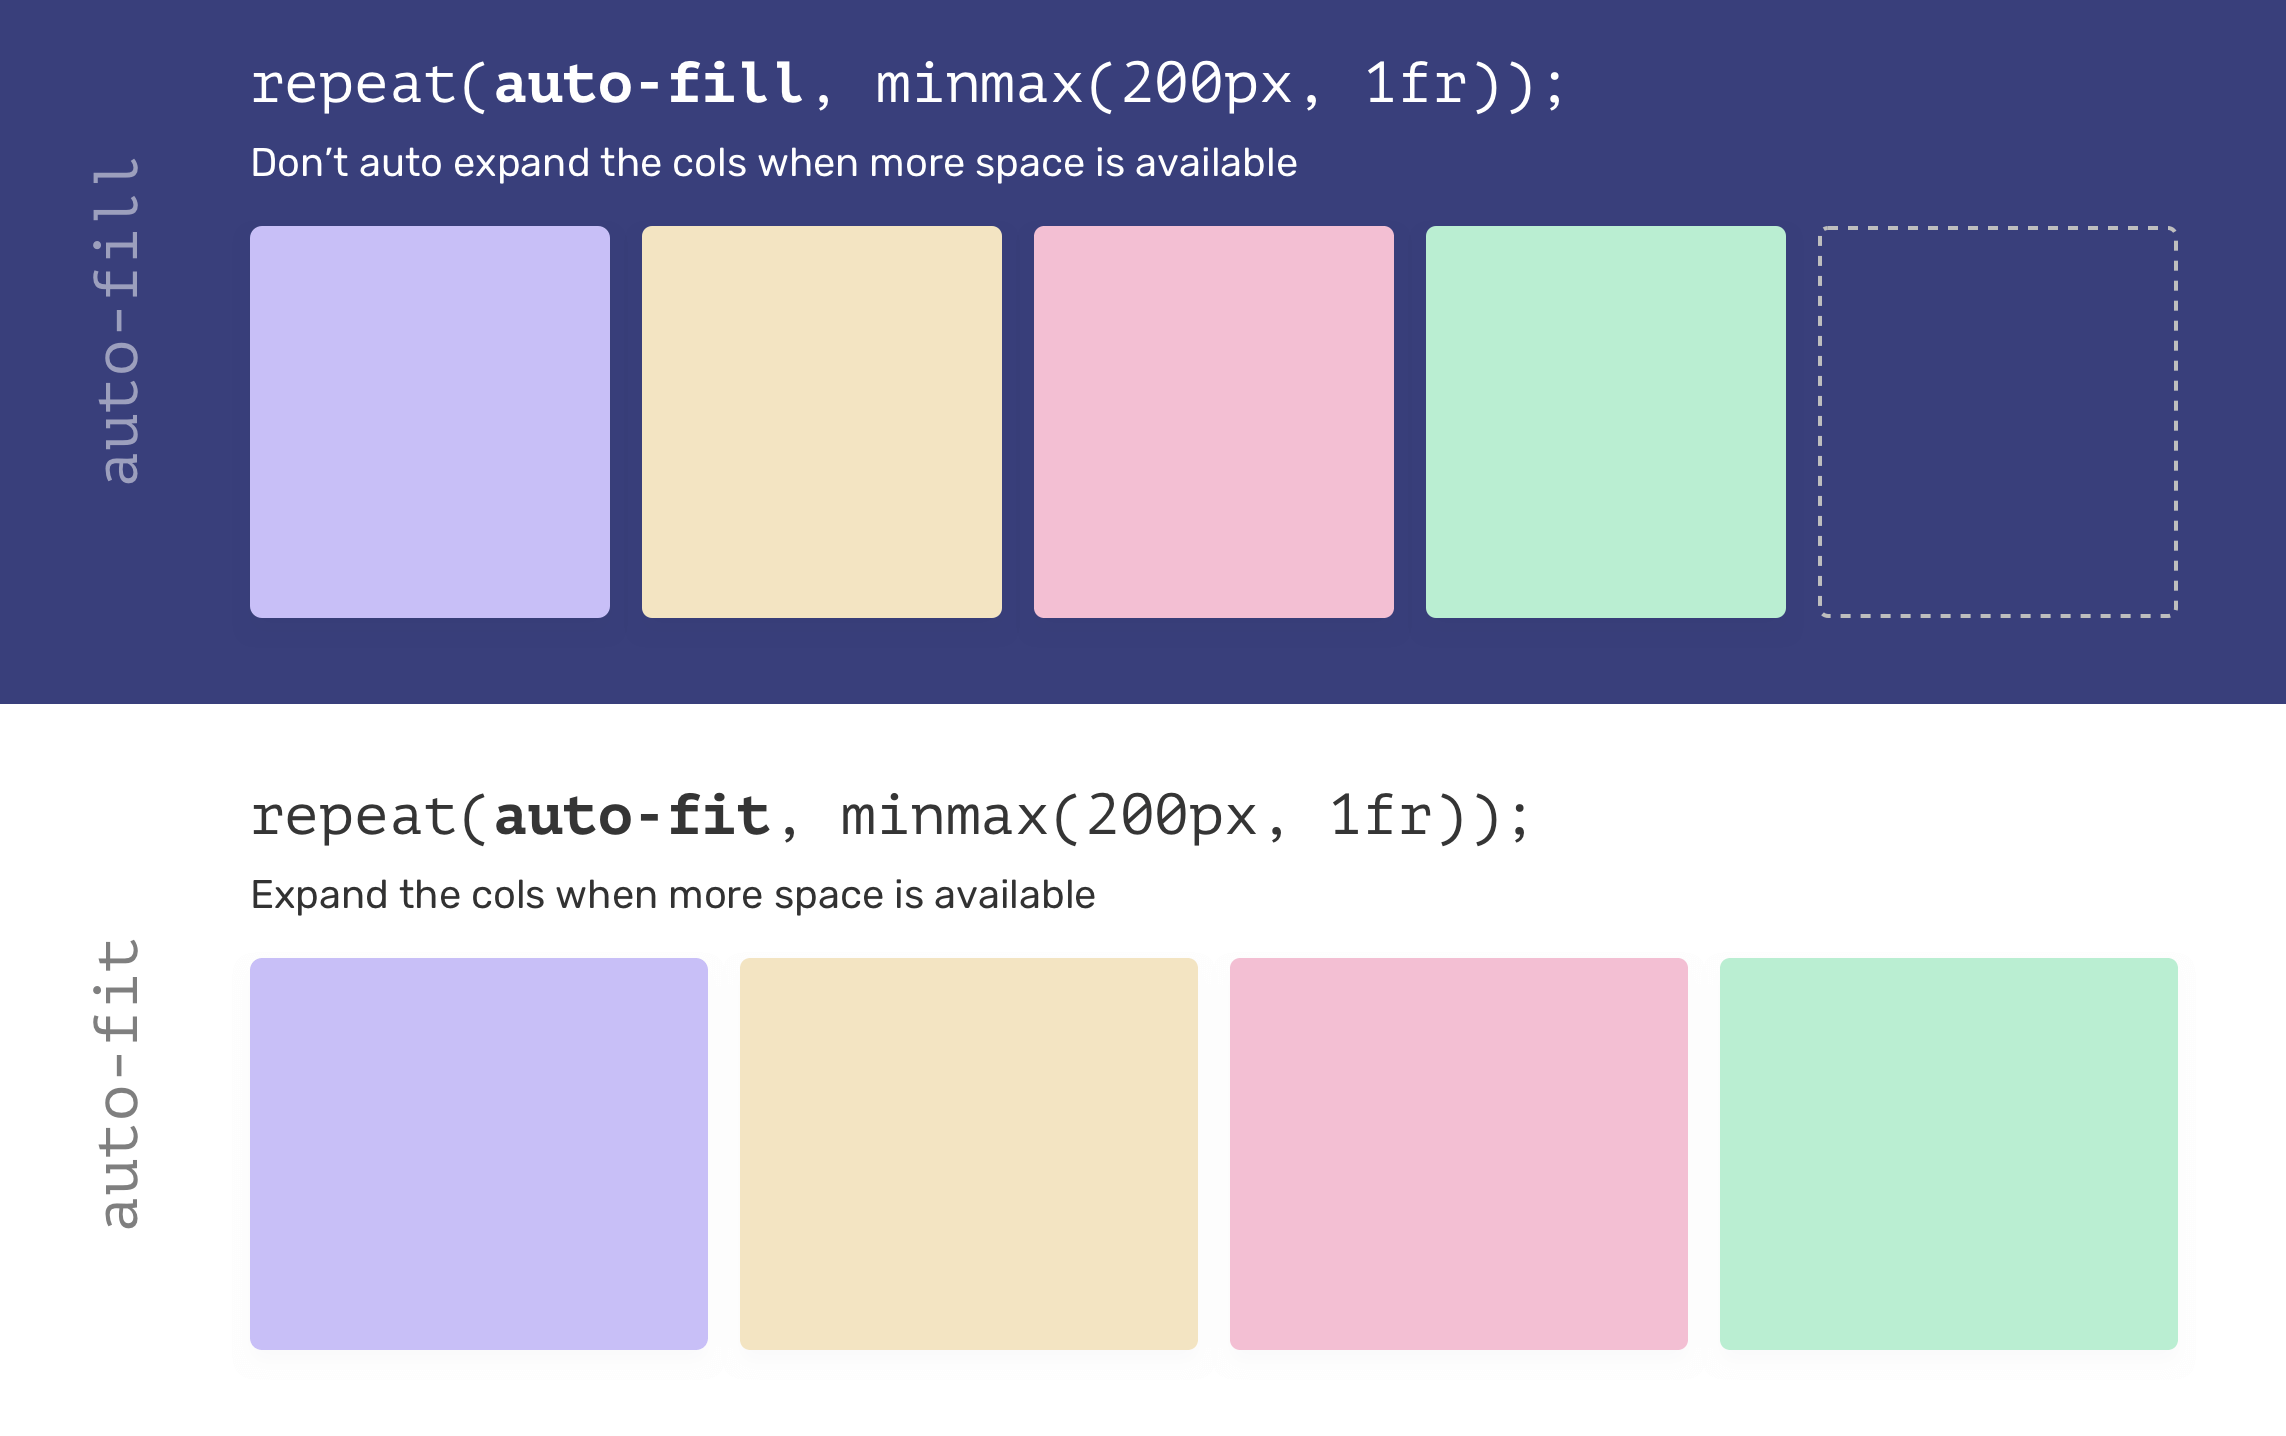 repeat(auto-fill, minmax(200px, 1fr));
Don’t auto expand the cols when more space is available
auto-fill
repeat(auto-fit, minmax(200px, 1fr));
Expand the cols when more space is available
auto-fit